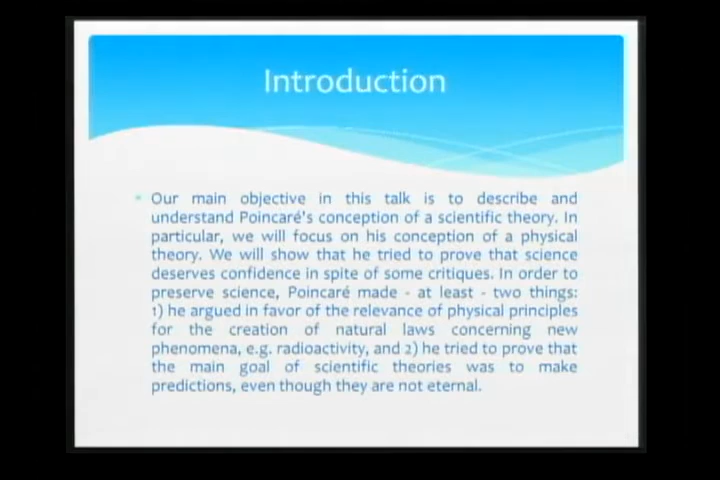 Introduction
Our main objective in this talk is to describe and
understand Poincaré's conception of a scientific theory. In
particular, we will focus on his conception of a physical
theory. We will show that he tried to prove that science
deserves confidence in spite of some critiques. In order to
preserve science, Poincaré made - at least - two things:
1) he argued in favor of the relevance of physical principles
for the creation of natural laws concerning new
phenomena, e.g. radioactivity, and 2) he tried to prove that
the main goal of scientific theories was to make
predictions, even though they are not eternal.